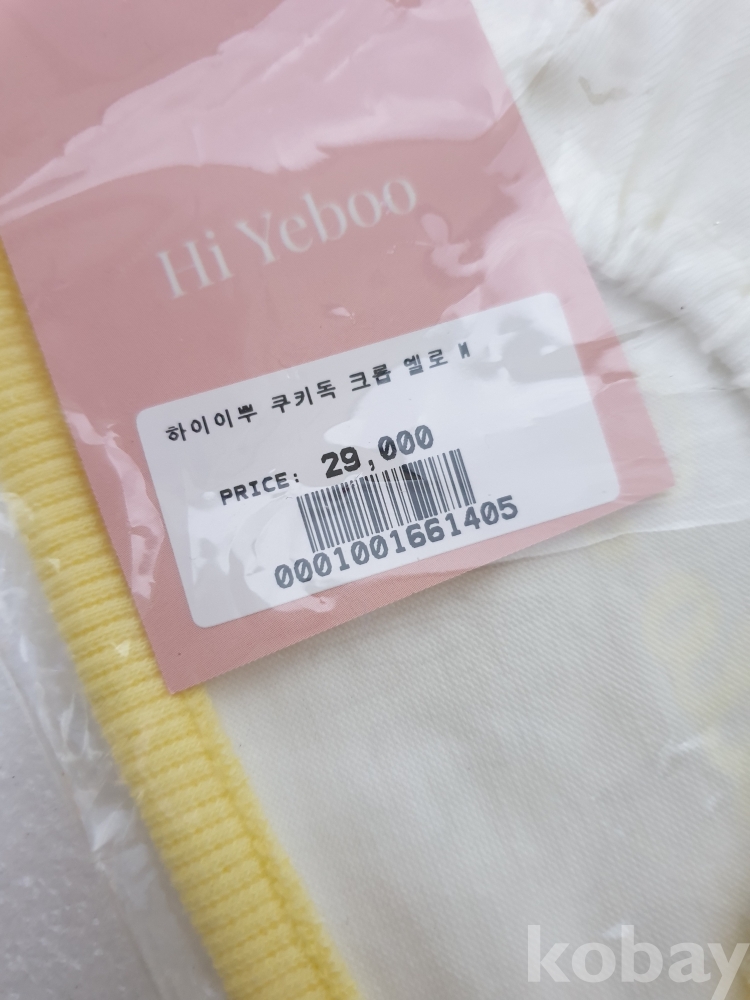 Hi Yeboo
하이이뿌 쿠키독 크롭 옐로 M
PRICE: 29,000
0001001661405
kobay